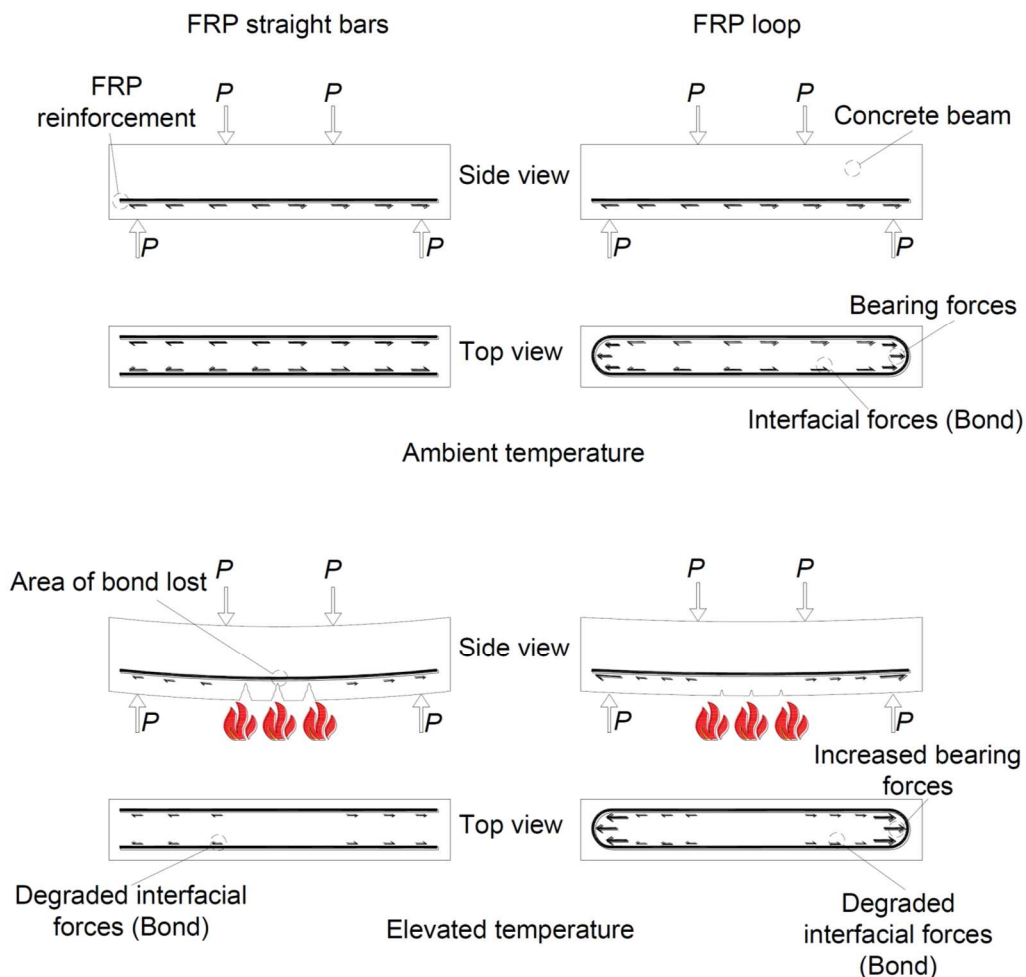 FRP straight bars
FRP loop
FRP
reinforcement
P
P
P
P
Concrete beam
Side view
P
P
P
P
Bearing forces
Top view
Interfacial forces (Bond)
Ambient temperature
Area of bond lost
P
P
P
P
Side view
P
P
P
P
Increased bearing
forces
Top view
Degraded interfacial
forces (Bond)
Elevated temperature
Degraded
interfacial forces
(Bond)